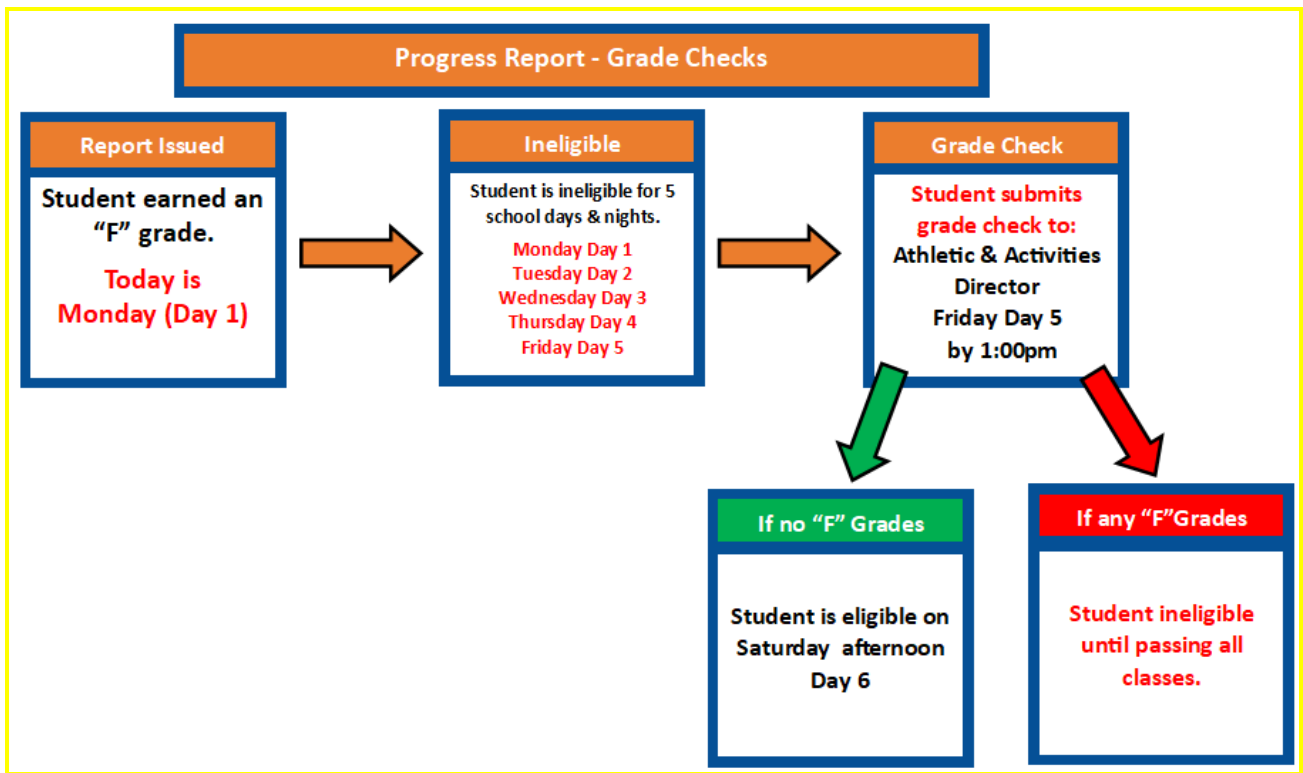 Progress Report - Grade Checks
Report Issued
Student earned an
“F” grade.
Today is
Monday (Day 1)
Ineligible
Student is ineligible for 5
school days & nights.
Monday Day 1
Tuesday Day 2
Wednesday Day 3
Thursday Day 4
Friday Day 5
Grade Check
Student submits
grade check to:
Athletic & Activities
Director
Friday Day 5
by 1:00pm
If no “F” Grades
Student is eligible on
Saturday afternoon
Day 6
If any “F”Grades
Student ineligible
until passing all
classes.